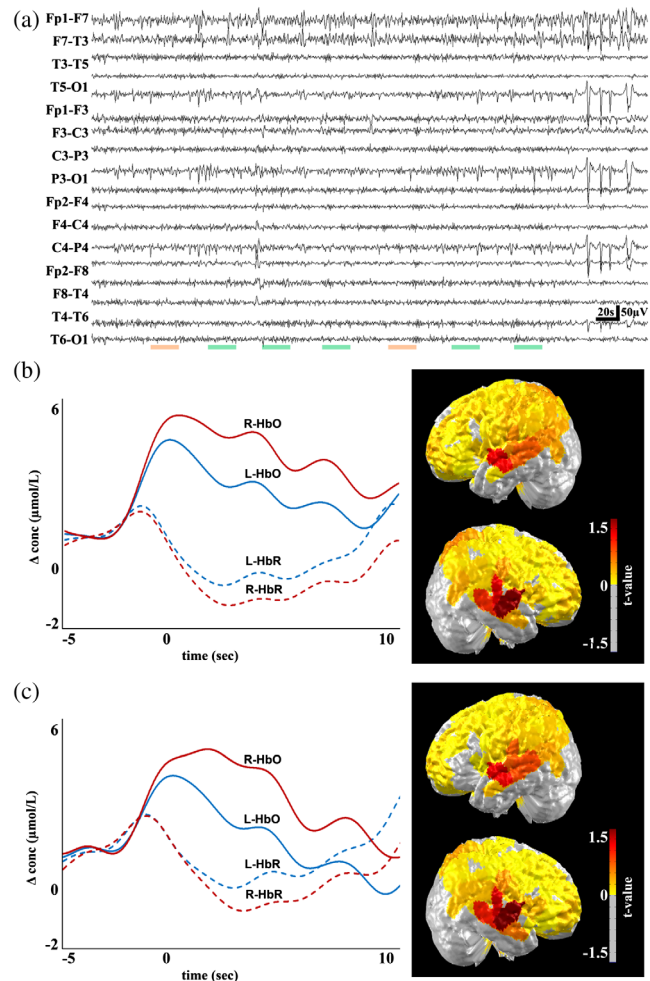 (a)
Fp1-F7
F7-T3
T3-T5
T5-O1
Fp1-F3
F3-C3
C3-P3
P3-O1
Fp2-F4
F4-C4
C4-P4
Fp2-F8
F8-T4
T4-T6
T6-O1
20s 50μV
(b)
6
0
-2
Δ conc (μmol/L)
R-HbO
L-HbO
L-HbR
R-HbR
-5 0 10
time (sec)
1.5
0
-1.5
t-value
(c)
6
0
-2
Δ conc (μmol/L)
R-HbO
L-HbO
L-HbR
R-HbR
-5 0 10
time (sec)
1.5
0
-1.5
t-value